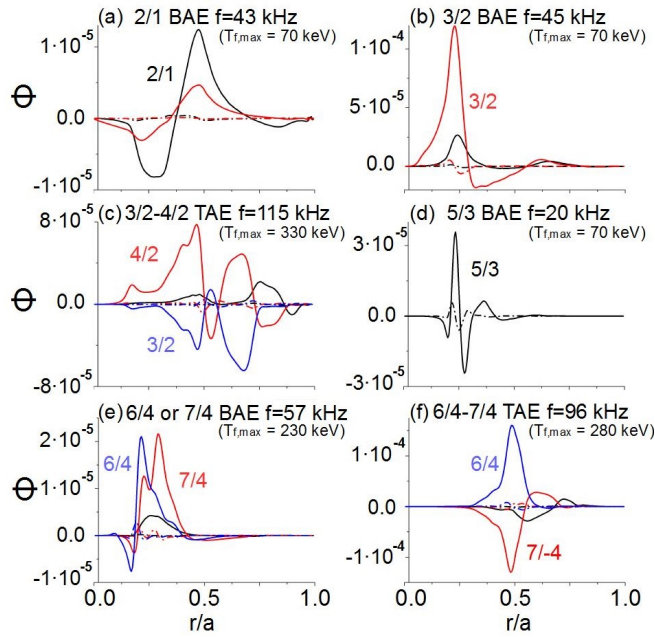 (a) 2/1 BAE f=43 kHz
(Tf,max = 70 keV)
1·10⁻⁵
2/1
Φ
0.0
-1·10⁻⁵
(b) 3/2 BAE f=45 kHz
(Tf,max = 70 keV)
1·10⁻⁴
5·10⁻⁵
3/2
0.0
(c) 3/2-4/2 TAE f=115 kHz
(Tf,max = 330 keV)
8·10⁻⁵
4/2
Φ
0.0
3/2
-8·10⁻⁵
(d) 5/3 BAE f=20 kHz
(Tf,max = 70 keV)
3·10⁻⁵
5/3
0.0
-3·10⁻⁵
(e) 6/4 or 7/4 BAE f=57 kHz
(Tf,max = 230 keV)
2·10⁻⁵
6/4
7/4
1·10⁻⁵
Φ
0.0
-1·10⁻⁵
0.0 0.5 1.0
r/a
(f) 6/4-7/4 TAE f=96 kHz
(Tf,max = 280 keV)
1·10⁻⁴
6/4
0.0
7/-4
-1·10⁻⁴
0.0 0.5 1.0
r/a